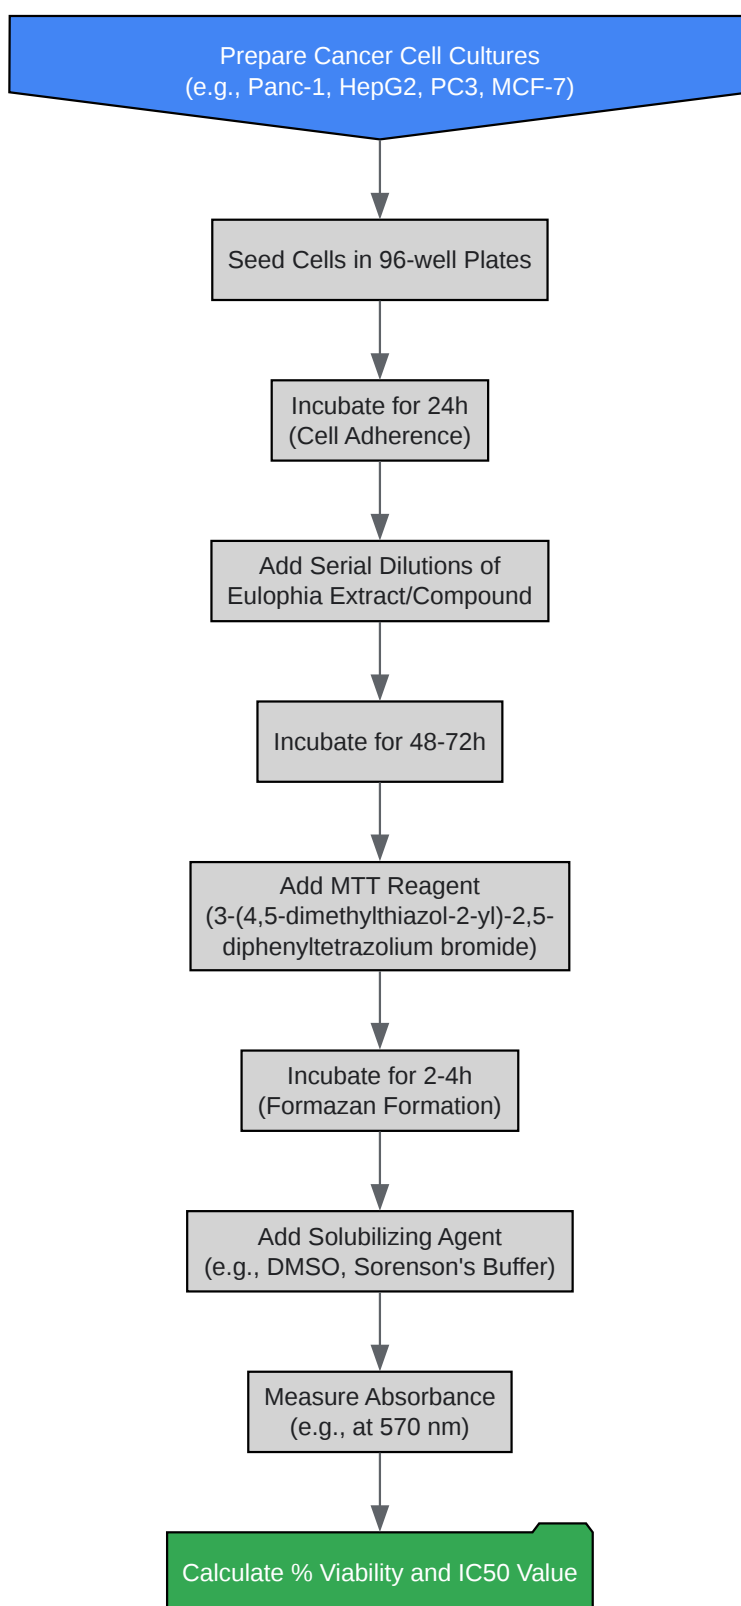 Prepare Cancer Cell Cultures
(e.g., Panc-1, HepG2, PC3, MCF-7)
Seed Cells in 96-well Plates
Incubate for 24h
(Cell Adherence)
Add Serial Dilutions of
Eulophia Extract/Compound
Incubate for 48-72h
Add MTT Reagent
(3-(4,5-dimethylthiazol-2-yl)-2,5-
diphenyltetrazolium bromide)
Incubate for 2-4h
(Formazan Formation)
Add Solubilizing Agent
(e.g., DMSO, Sorenson's Buffer)
Measure Absorbance
(e.g., at 570 nm)
Calculate % Viability and IC50 Value